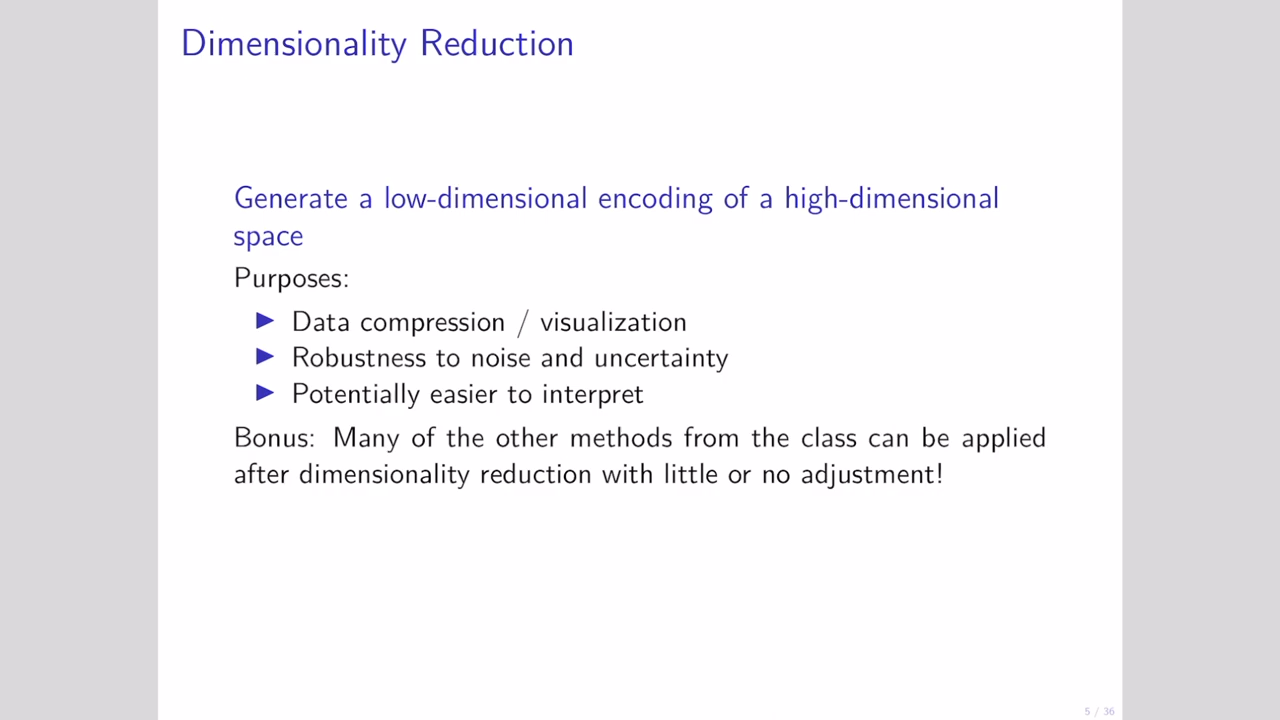 Dimensionality Reduction
Generate a low-dimensional encoding of a high-dimensional
space
Purposes:
▶ Data compression / visualization
▶ Robustness to noise and uncertainty
▶ Potentially easier to interpret
Bonus: Many of the other methods from the class can be applied
after dimensionality reduction with little or no adjustment!
5 / 36